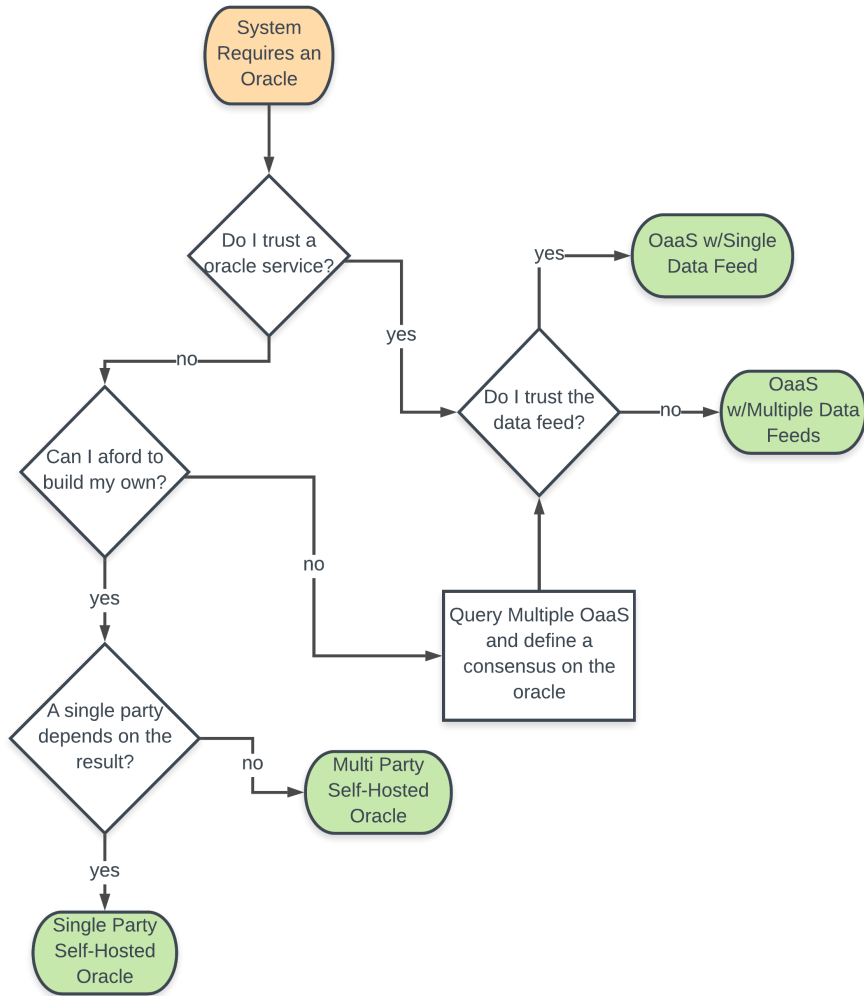 System
Requires an
Oracle
Do I trust a
oracle service?
yes
no
yes
OaaS w/Single
Data Feed
Do I trust the
data feed?
no
OaaS
w/Multiple Data
Feeds
Can I aford to
build my own?
no
yes
Query Multiple OaaS
and define a
consensus on the
oracle
A single party
depends on the
result?
no
Multi Party
Self-Hosted
Oracle
yes
Single Party
Self-Hosted
Oracle